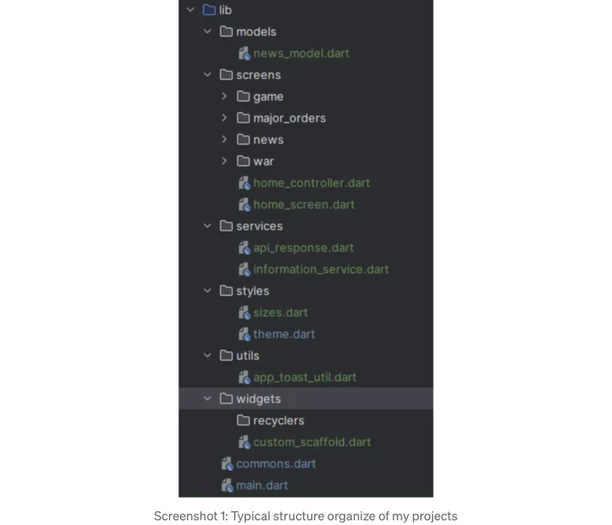 lib
models
news_model.dart
screens
game
major_orders
news
war
home_controller.dart
home_screen.dart
services
api_response.dart
information_service.dart
styles
sizes.dart
theme.dart
utils
app_toast_util.dart
widgets
recyclers
custom_scaffold.dart
commons.dart
main.dart
Screenshot 1: Typical structure organize of my projects